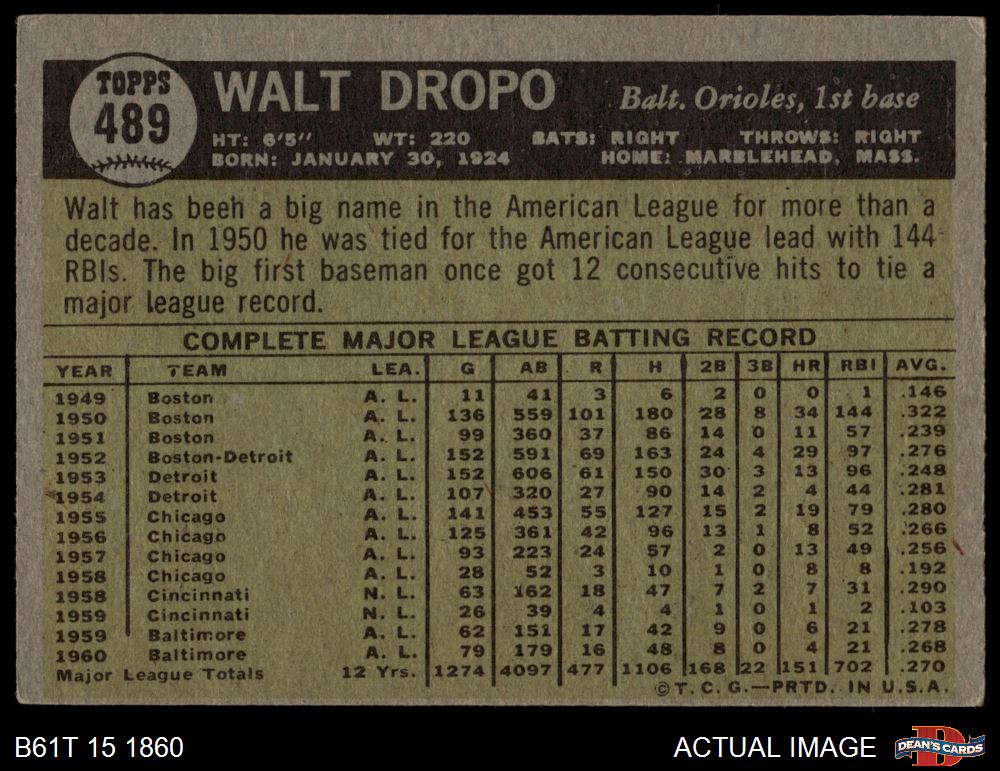 TOPPS
489
WALT DROPO
Balt. Orioles, 1st base
HT: 6'5" WT: 220 BATS: RIGHT THROWS: RIGHT
BORN: JANUARY 30, 1924 HOME: MARBLEHEAD, MASS.
Walt has been a big name in the American League for more than a
decade. In 1950 he was tied for the American League lead with 144
RBIs. The big first baseman once got 12 consecutive hits to tie a
major league record.
COMPLETE MAJOR LEAGUE BATTING RECORD
YEAR TEAM LEA. G AB R H 2B 3B HR RBI AVG.
1949 Boston A. L. 11 41 3 6 2 0 0 1 .146
1950 Boston A. L. 136 559 101 180 28 8 34 144 .322
1951 Boston A. L. 99 360 37 86 14 0 11 57 .239
1952 Boston-Detroit A. L. 152 591 69 163 24 4 29 97 .276
1953 Detroit A. L. 152 606 61 150 30 3 13 96 .248
1954 Detroit A. L. 107 320 27 90 14 2 4 44 .281
1955 Chicago A. L. 141 453 55 127 15 2 19 79 .280
1956 Chicago A. L. 125 361 42 96 13 1 8 52 .266
1957 Chicago A. L. 93 223 24 57 2 0 13 49 .256
1958 Chicago A. L. 28 52 3 10 1 0 8 8 .192
1958 Cincinnati N. L. 63 162 18 47 7 2 7 31 .290
1959 Cincinnati N. L. 26 39 4 4 1 0 1 2 .103
1959 Baltimore A. L. 62 151 17 42 9 0 6 21 .278
1960 Baltimore A. L. 79 179 16 48 8 0 4 21 .268
Major League Totals 12 Yrs. 1274 4097 477 1106 168 22 151 702 .270
©T. C. G.—PRTD. IN U.S.A.
B61T 15 1860
ACTUAL IMAGE
DEAN'S CARDS